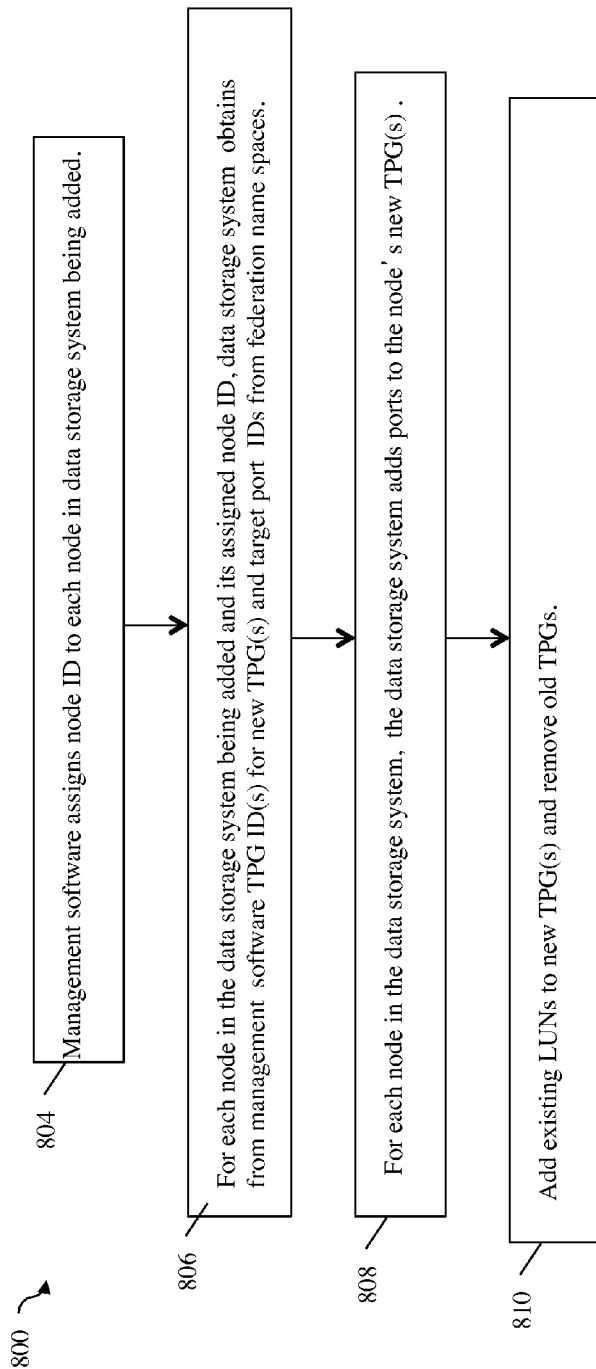 800
804
Management software assigns node ID to each node in data storage system being added.
806
For each node in the data storage system being added and its assigned node ID, data storage system obtains
from management software TPG ID(s) for new TPG(s) and target port IDs from federation name spaces.
808
For each node in the data storage system, the data storage system adds ports to the node's new TPG(s) .
810
Add existing LUNs to new TPG(s) and remove old TPGs.